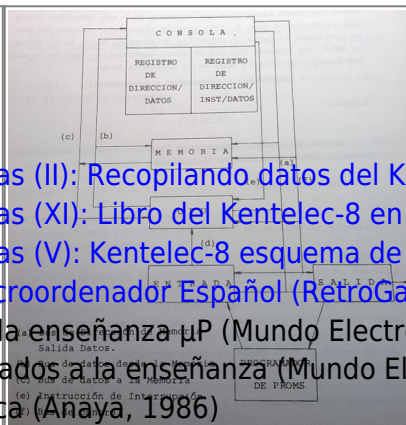 CONSOLA
REGISTRO REGISTRO
DE DE
DIRECCION/ DIRECCION/
DATOS INST/DATOS
(c) (b)
MEMORIA
(a)
as (II): Recopilando datos del K
(e)
as (XI): Libro del Kentelec-8 en
(d)
as (V): Kentelec-8 esquema de
ENTRADA SALIDA
croordenador Español (RetroGa
la enseñanza µP (Mundo Electr
Salida Datos.
PROGRAMADOR
ados a la enseñanza (Mundo El
(c) Bus de datos a la Memoria
DE PROMS
(e) Instrucción de Interrupción
ca (Anaya, 1986)